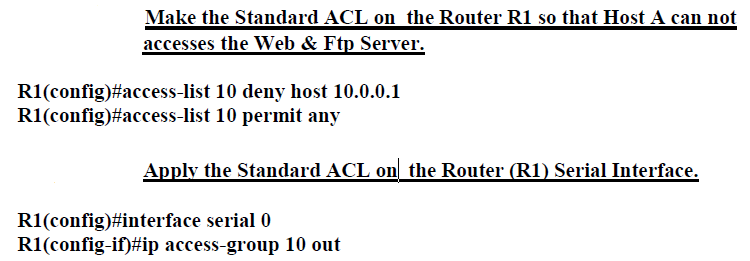 Make the Standard ACL on the Router R1 so that Host A can not
accesses the Web & Ftp Server.
R1(config)#access-list 10 deny host 10.0.0.1
R1(config)#access-list 10 permit any
Apply the Standard ACL on the Router (R1) Serial Interface.
R1(config)#interface serial 0
R1(config-if)#ip access-group 10 out